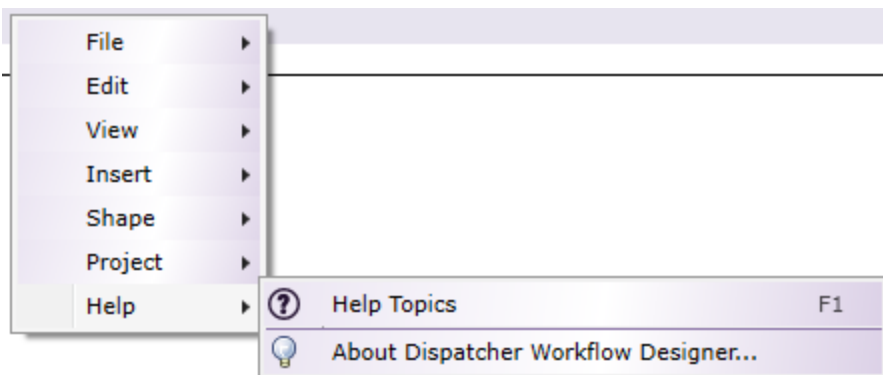 File
Edit
View
Insert
Shape
Project
Help
Help Topics F1
About Dispatcher Workflow Designer...